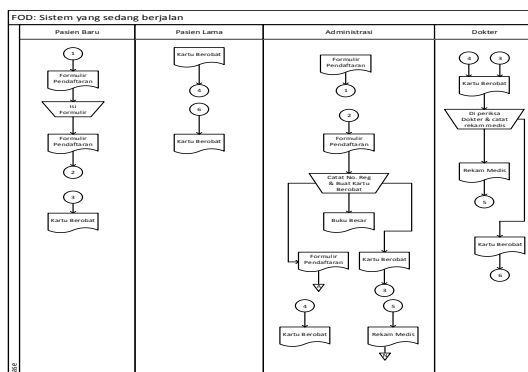 FOD: Sistem yang sedang berjalan
Pasien Baru
Pasien Lama
Administrasi
Dokter
1
Formulir
Pendaftaran
Isi
Formulir
Formulir
Pendaftaran
2
3
Kartu Berobat
Kartu Berobat
4
6
Kartu Berobat
Formulir
Pendaftaran
1
2
Formulir
Pendaftaran
Catat No. Reg
& Buat Kartu
Berobat
Buku Besar
Formulir
Pendaftaran
Kartu Berobat
3
4
5
Kartu Berobat
Rekam Medis
4
3
Kartu Berobat
Di periksa
Dokter & catat
rekam medis
Rekam Medis
5
Kartu Berobat
6